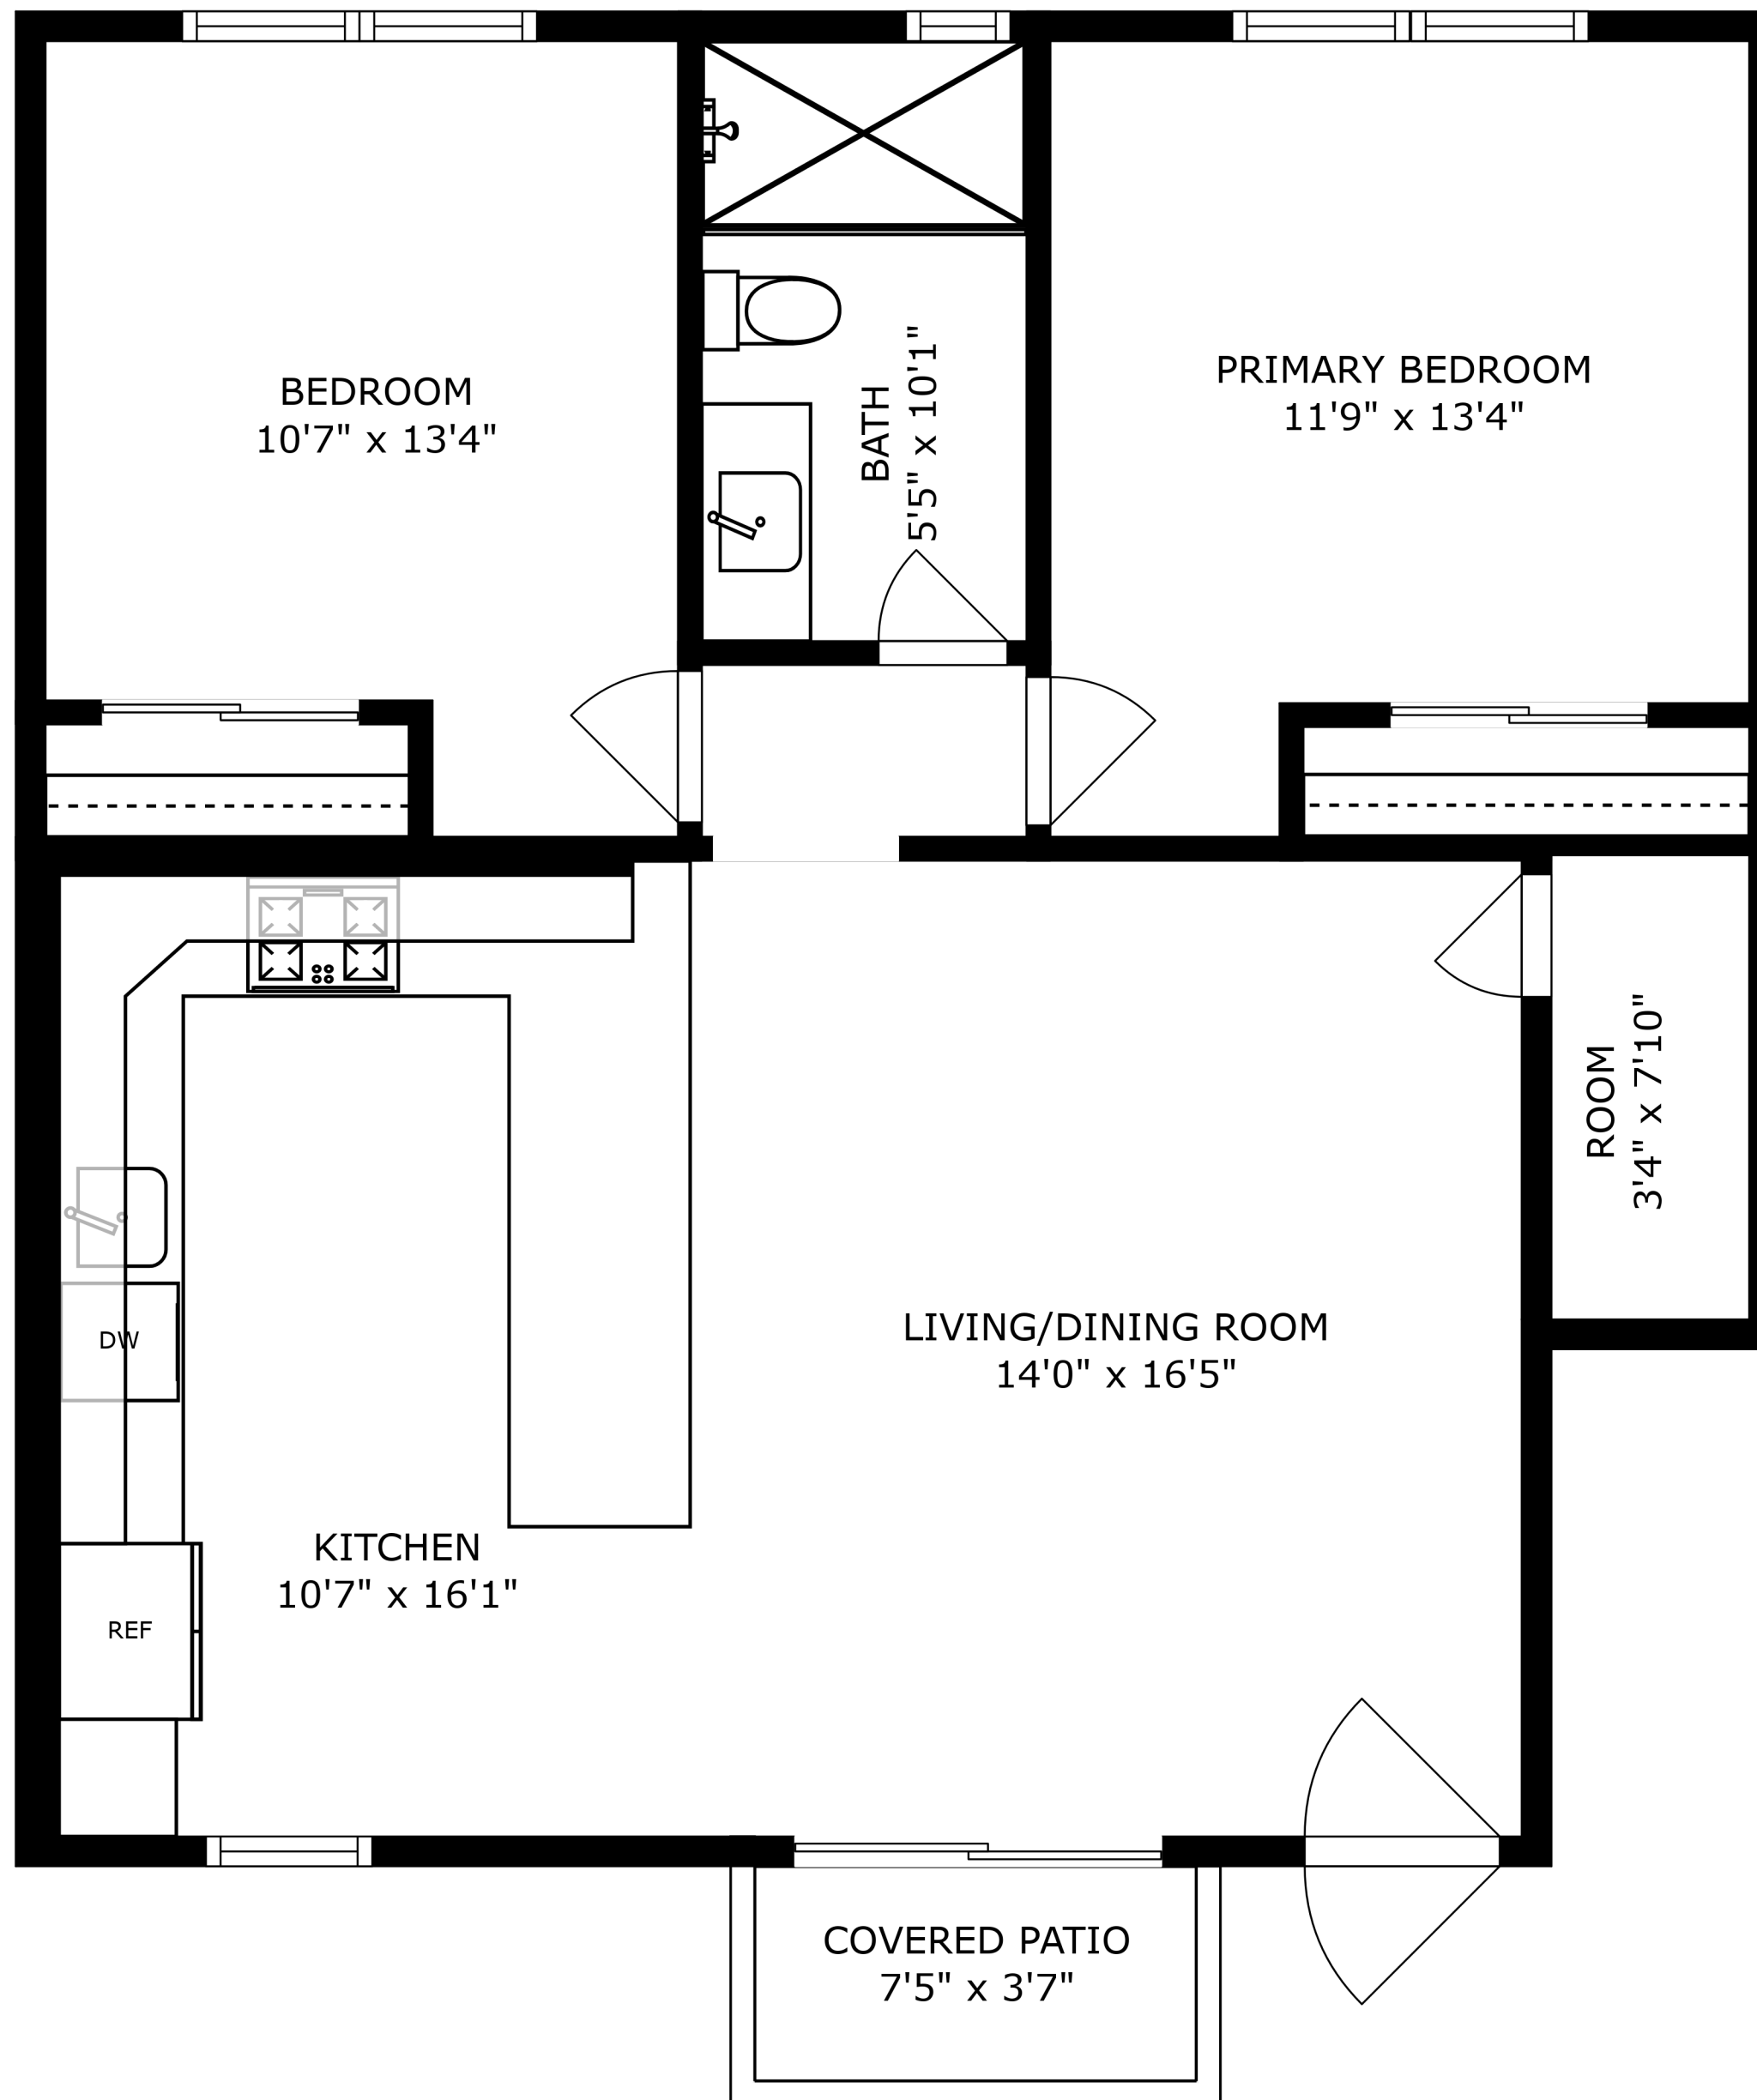 PRIMARY BEDROOM
11'9" x 13'4"
BEDROOM
10'7" x 13'4"
BATH
5'5" x 10'1"
ROOM
3'4" x 7'10"
LIVING/DINING ROOM
14'0" x 16'5"
DW
KITCHEN
10'7" x 16'1"
REF
COVERED PATIO
7'5" x 3'7"